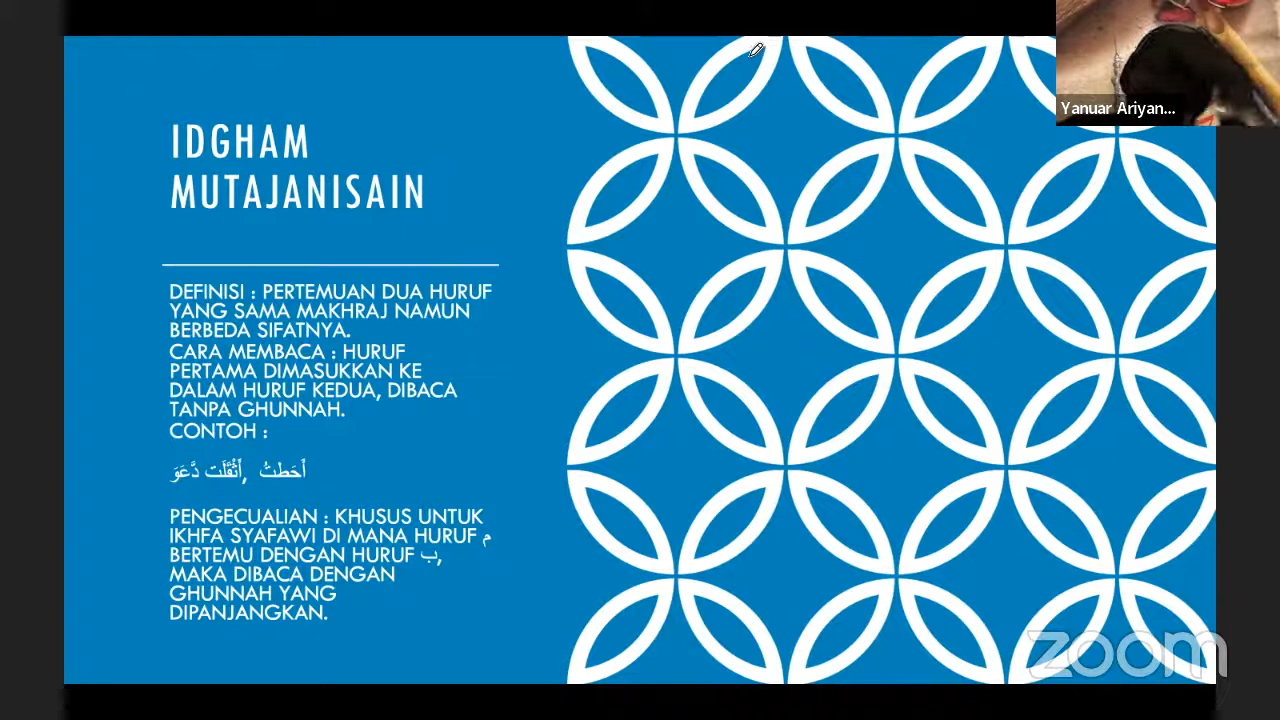 Yanuar Ariyan...
IDGHAM
MUTAJANISAIN
DEFINISI : PERTEMUAN DUA HURUF
YANG SAMA MAKHRAJ NAMUN
BERBEDA SIFATNYA.
CARA MEMBACA : HURUF
PERTAMA DIMASUKKAN KE
DALAM HURUF KEDUA, DIBACA
TANPA GHUNNAH.
CONTOH :
أَثْقَلَت دَّعَوَ, أَحَطتُ
PENGECUALIAN : KHUSUS UNTUK
IKHFA SYAFAWI DI MANA HURUF م
BERTEMU DENGAN HURUF ب,
MAKA DIBACA DENGAN
GHUNNAH YANG
DIPANJANGKAN.
zoom